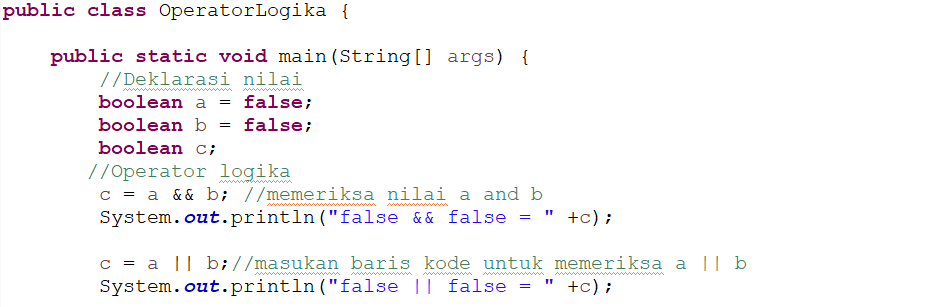 public class OperatorLogika {
public static void main(String[] args) {
//Deklarasi nilai
boolean a = false;
boolean b = false;
boolean c;
//Operator logika
c = a && b; //memeriksa nilai a and b
System.out.println("false && false = " +c);
c = a || b;//masukan baris kode untuk memeriksa a || b
System.out.println("false || false = " +c);